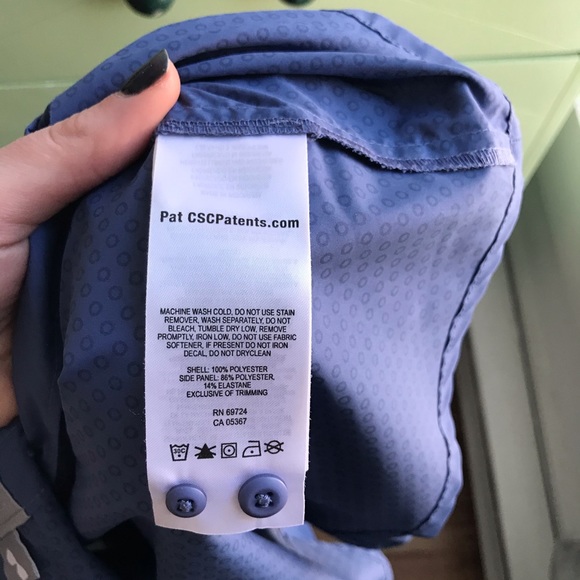 Pat CSCPatents.com
MACHINE WASH COLD, DO NOT USE STAIN
REMOVER, WASH SEPARATELY, DO NOT
BLEACH, TUMBLE DRY LOW, REMOVE
PROMPTLY, IRON LOW, DO NOT USE FABRIC
SOFTENER, IF PRESENT DO NOT IRON
DECAL, DO NOT DRYCLEAN
SHELL: 100% POLYESTER
SIDE PANEL: 86% POLYESTER,
14% ELASTANE
EXCLUSIVE OF TRIMMING
RN 69724
CA 05367
30C